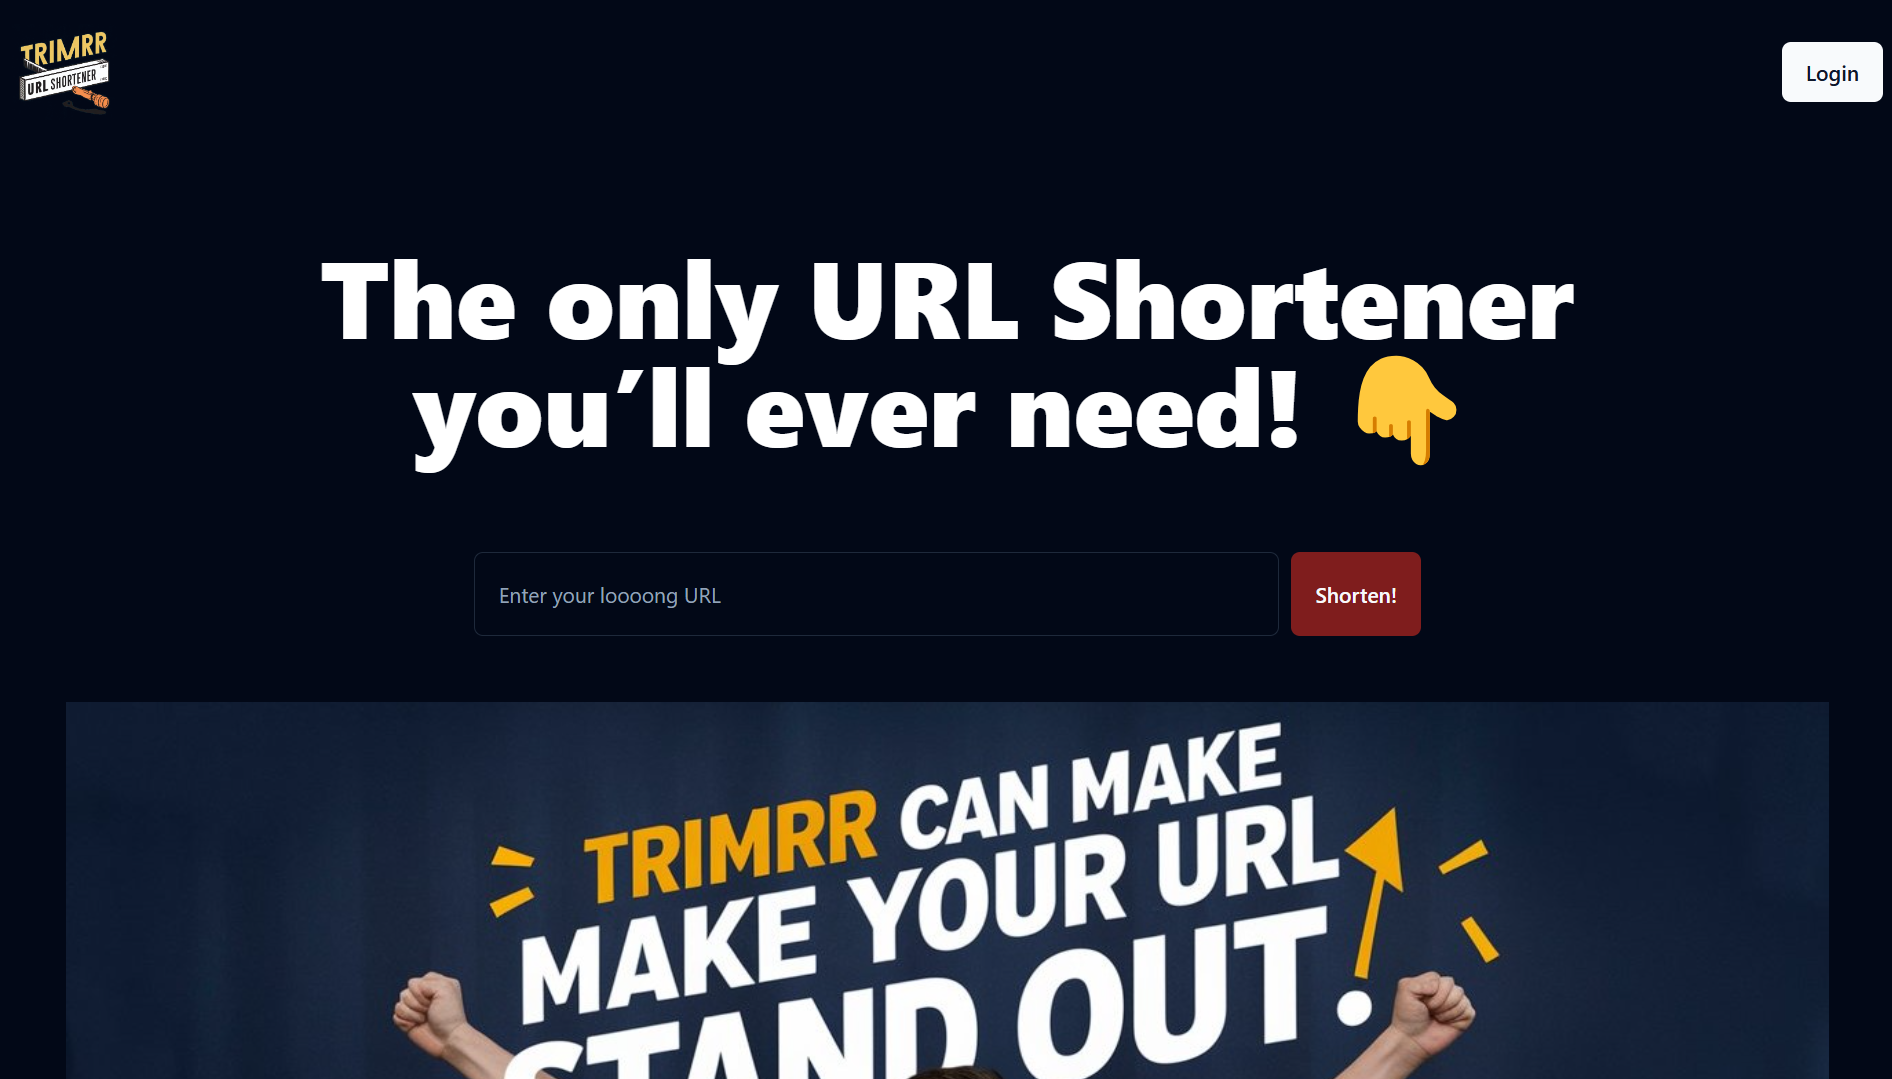 TRIMRR
URL SHORTENER
Login
The only URL Shortener
you’ll ever need! 👇
Enter your loooong URL
Shorten!
TRIMRR CAN MAKE
MAKE YOUR URL
STAND OUT.